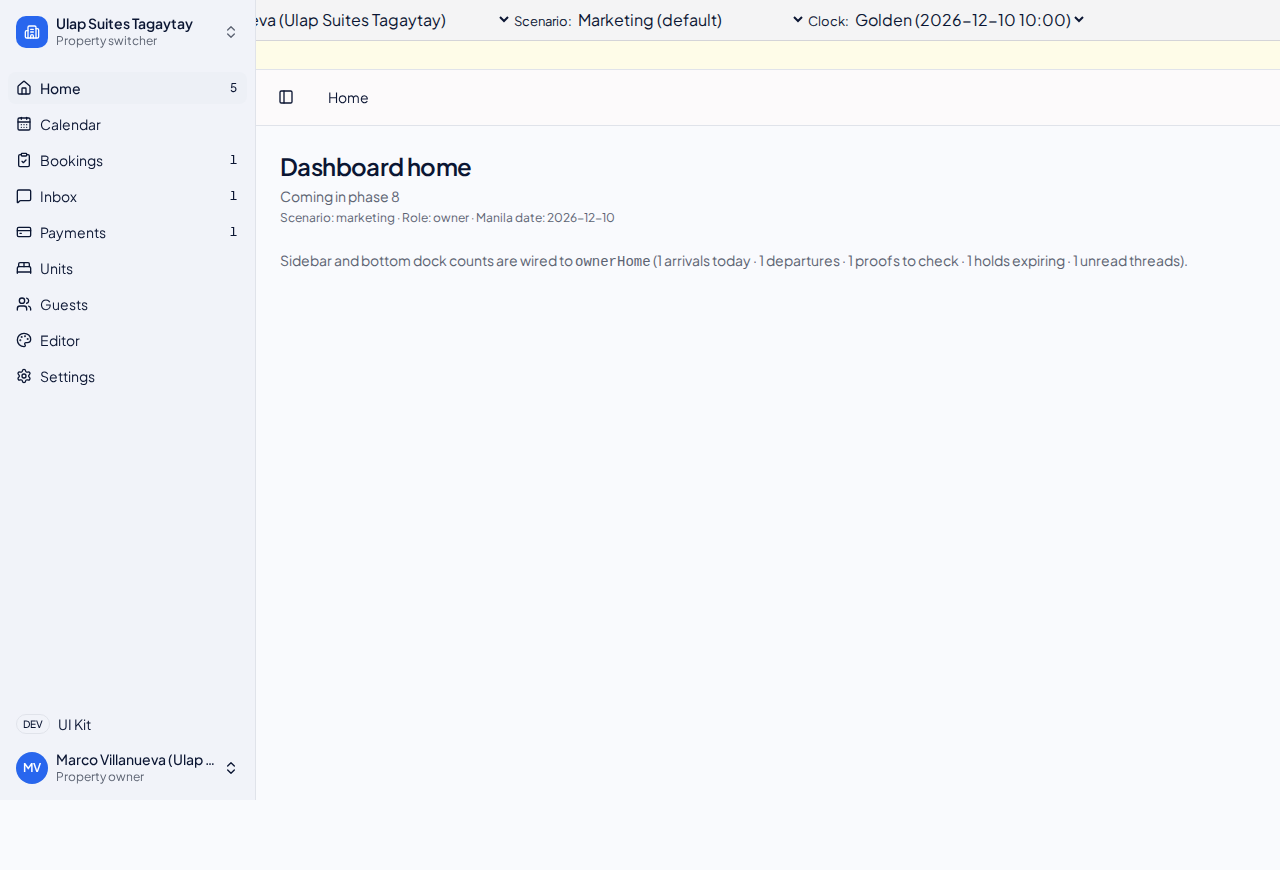 Ulap Suites Tagaytay
Property switcher
Home 5
Calendar
Bookings 1
Inbox 1
Payments 1
Units
Guests
Editor
Settings
DEV UI Kit
MV Marco Villanueva (Ulap ...
Property owner
eva (Ulap Suites Tagaytay) Scenario: Marketing (default) Clock: Golden (2026-12-10 10:00)
Home
Dashboard home
Coming in phase 8
Scenario: marketing · Role: owner · Manila date: 2026-12-10
Sidebar and bottom dock counts are wired to ownerHome (1 arrivals today · 1 departures · 1 proofs to check · 1 holds expiring · 1 unread threads).